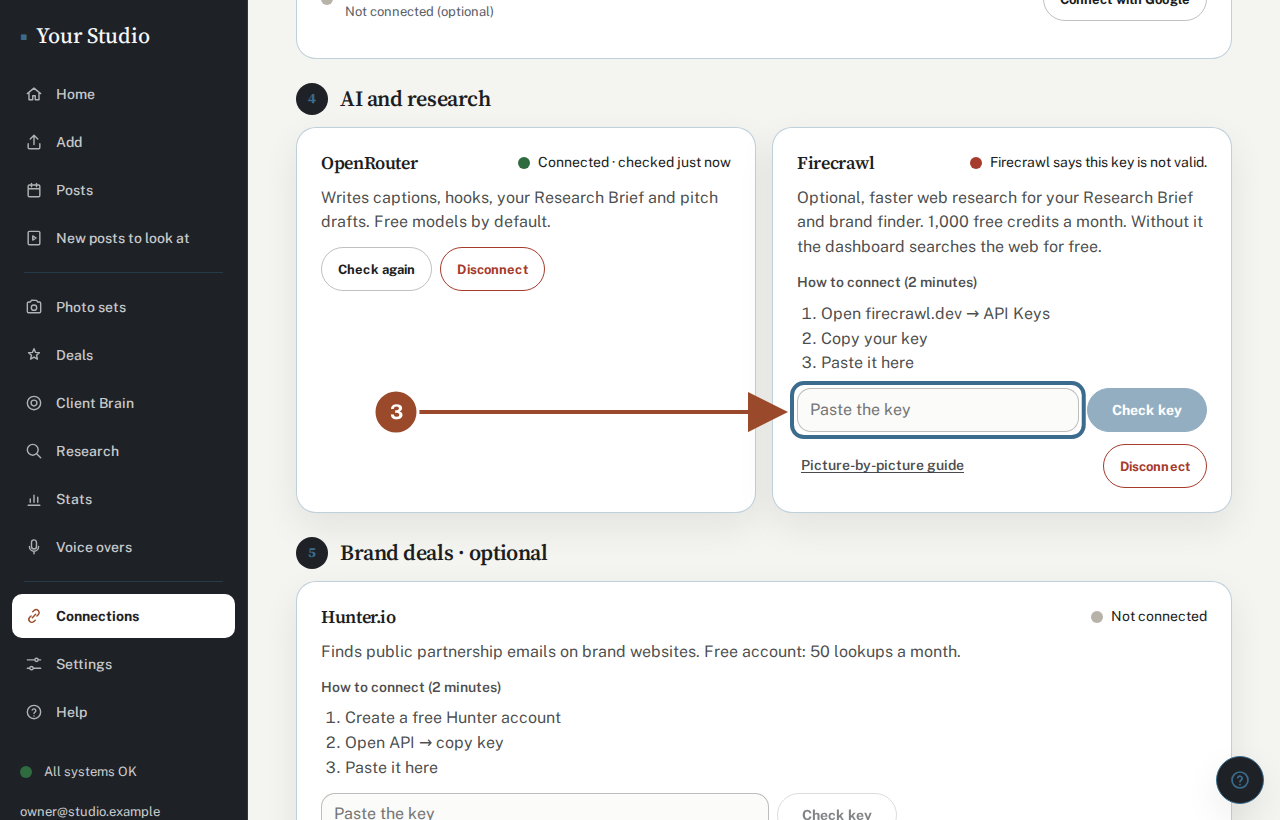 Your Studio
Home
Add
Posts
New posts to look at
Photo sets
Deals
Client Brain
Research
Stats
Voice overs
Connections
Settings
Help
All systems OK
owner@studio.example
Not connected (optional)
Connect with Google
4 AI and research
OpenRouter
Connected · checked just now
Writes captions, hooks, your Research Brief and pitch
drafts. Free models by default.
Check again
Disconnect
Firecrawl
Firecrawl says this key is not valid.
Optional, faster web research for your Research Brief
and brand finder. 1,000 free credits a month. Without it
the dashboard searches the web for free.
How to connect (2 minutes)
1. Open firecrawl.dev → API Keys
2. Copy your key
3. Paste it here
3
Paste the key
Check key
Picture-by-picture guide
Disconnect
5 Brand deals · optional
Hunter.io
Not connected
Finds public partnership emails on brand websites. Free account: 50 lookups a month.
How to connect (2 minutes)
1. Create a free Hunter account
2. Open API → copy key
3. Paste it here
Paste the key
Check key